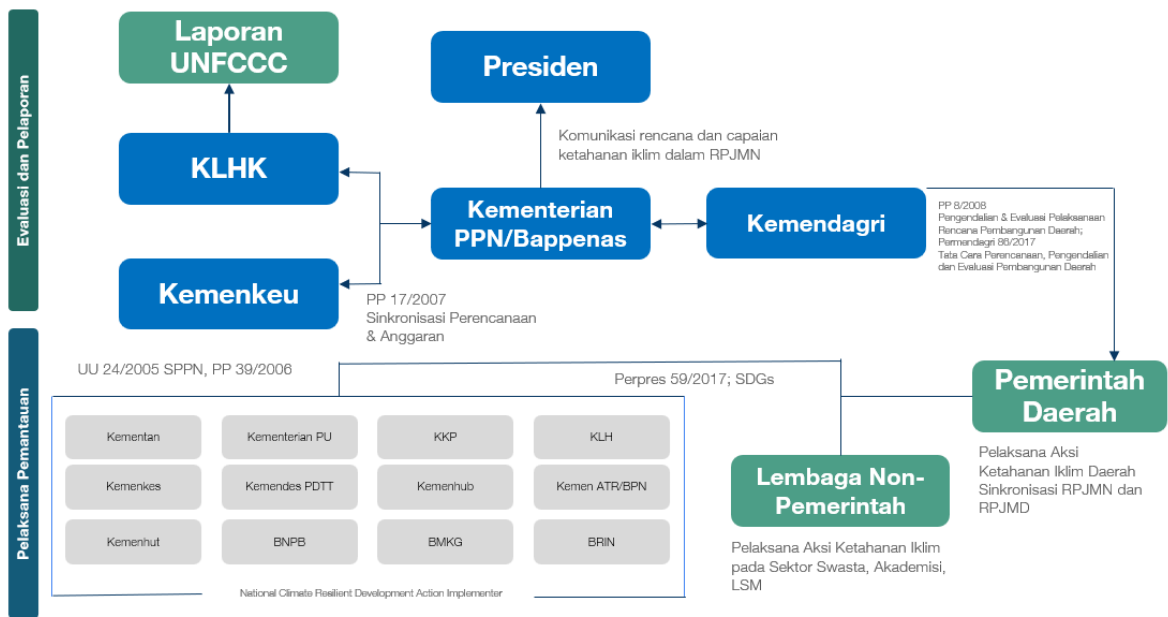 Evaluasi dan Pelaporan
Laporan
UNFCCC
Presiden
Komunikasi rencana dan capaian
ketahanan iklim dalam RPJMN
KLHK
Kementerian
PPN/Bappenas
Kemendagri
PP 8/2008
Pengendalian & Evaluasi Pelaksanaan
Rencana Pembangunan Daerah;
Permendagri 86/2017
Tata Cara Perencanaan, Pengendalian
dan Evaluasi Pembangunan Daerah
Kemenkeu
PP 17/2007
Sinkronisasi Perencanaan
& Anggaran
Pelaksana Pemantauan
UU 24/2005 SPPN, PP 39/2006
Perpres 59/2017; SDGs
Pemerintah
Daerah
Pelaksana Aksi
Ketahanan Iklim Daerah
Sinkronisasi RPJMN dan
RPJMD
Kementan
Kementerian PU
KKP
KLH
Kemenkes
Kemendes PDTT
Kemenhub
Kemen ATR/BPN
Kemenhut
BNPB
BMKG
BRIN
National Climate Resilient Development Action Implementer
Lembaga Non-
Pemerintah
Pelaksana Aksi Ketahanan Iklim
pada Sektor Swasta, Akademisi,
LSM